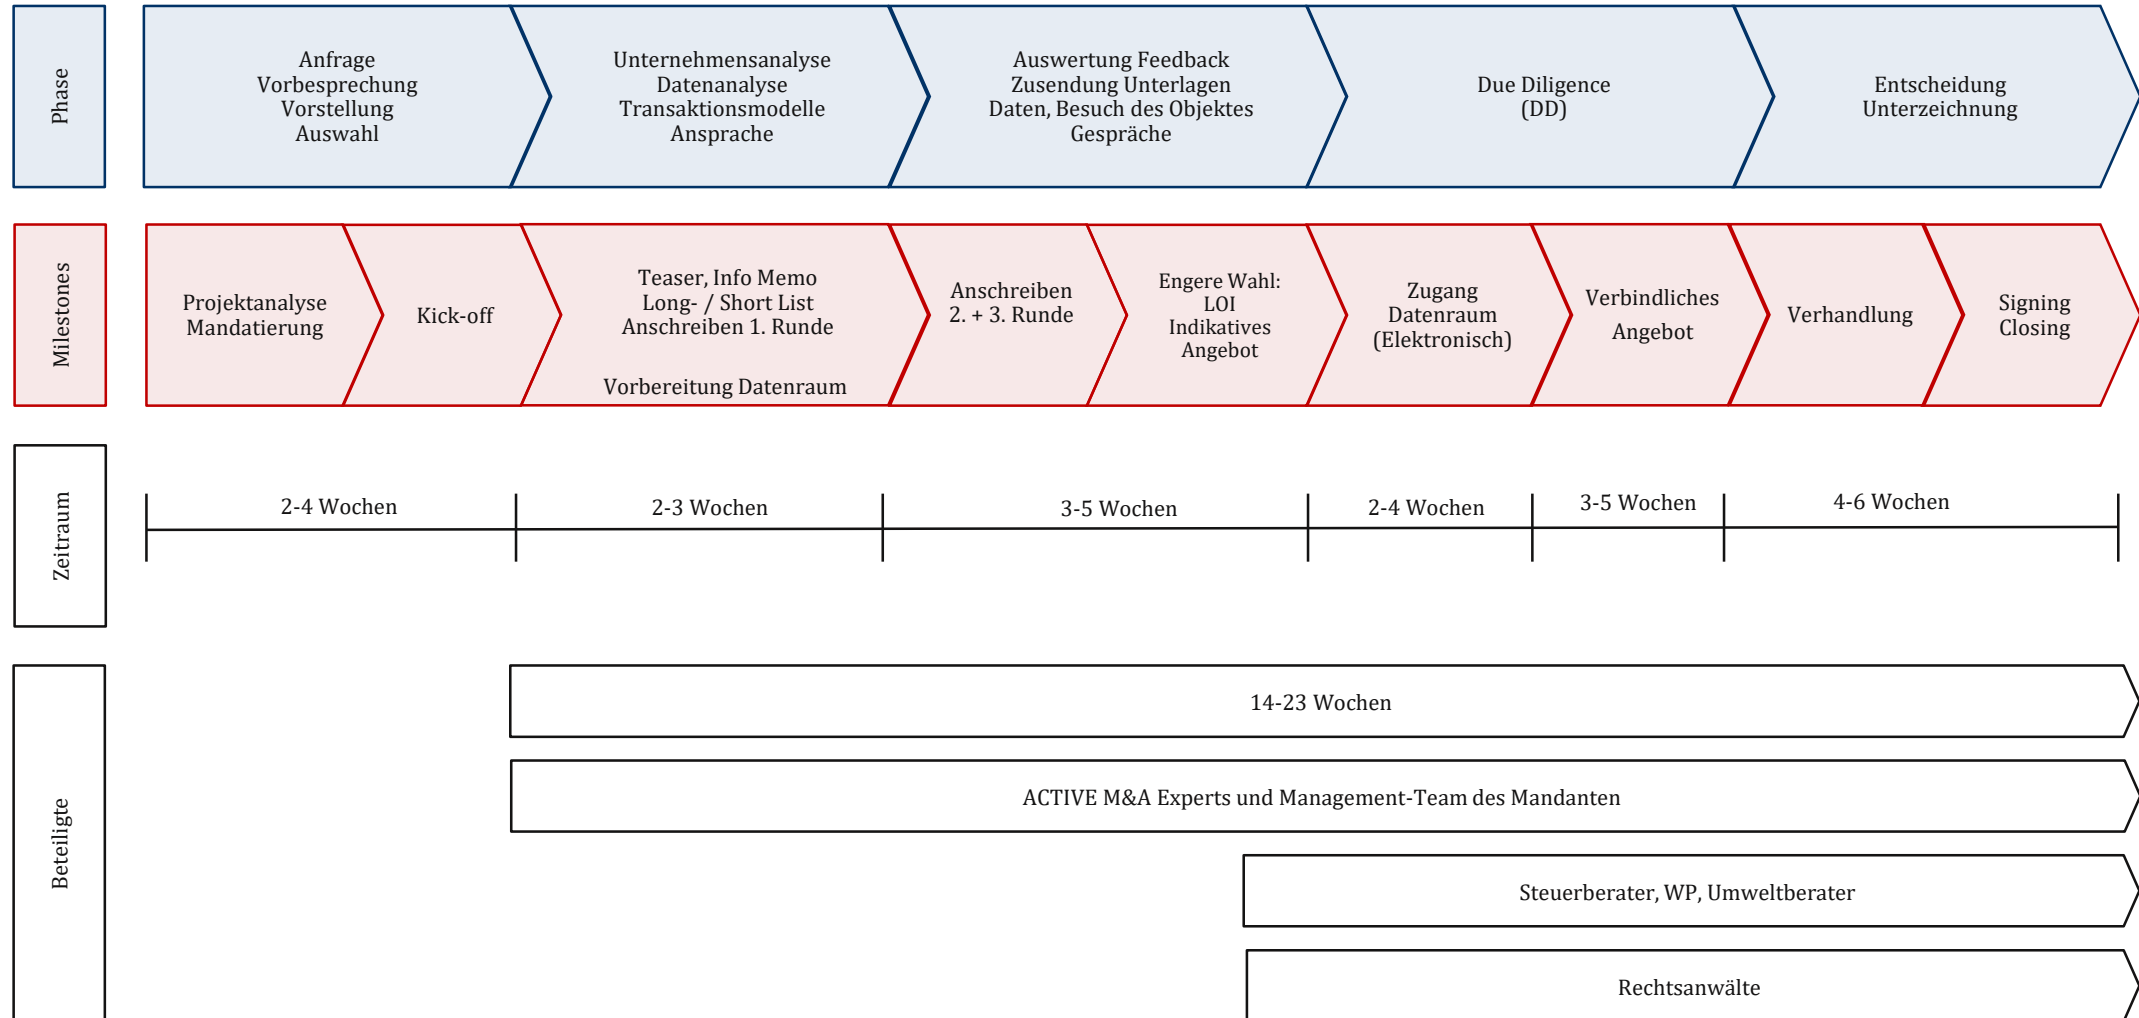 Phase
Anfrage
Vorbesprechung
Vorstellung
Auswahl
Unternehmensanalyse
Datenanalyse
Transaktionsmodelle
Ansprache
Auswertung Feedback
Zusendung Unterlagen
Daten, Besuch des Objektes
Gespräche
Due Diligence
(DD)
Entscheidung
Unterzeichnung
Milestones
Projektanalyse
Mandatierung
Kick-off
Teaser, Info Memo
Long- / Short List
Anschreiben 1. Runde
Vorbereitung Datenraum
Anschreiben
2. + 3. Runde
Engere Wahl:
LOI
Indikatives
Angebot
Zugang
Datenraum
(Elektronisch)
Verbindliches
Angebot
Verhandlung
Signing
Closing
Zeitraum
2-4 Wochen
2-3 Wochen
3-5 Wochen
2-4 Wochen
3-5 Wochen
4-6 Wochen
Beteiligte
14-23 Wochen
ACTIVE M&A Experts und Management-Team des Mandanten
Steuerberater, WP, Umweltberater
Rechtsanwälte